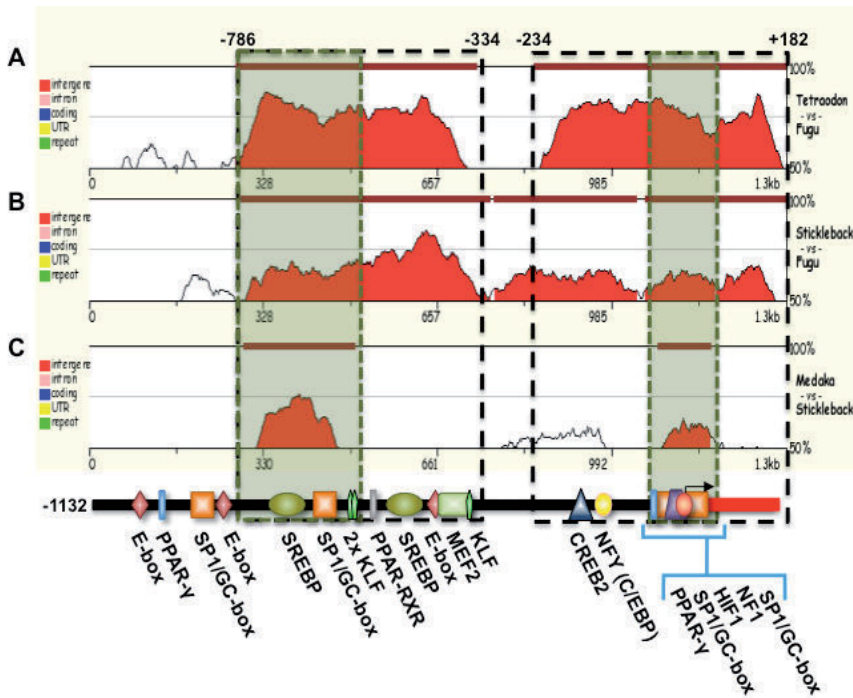 -786
-334
-234
+182
A
intergere
intron
coding
UTR
repeat
100%
Tetraodon
- vs -
Fugu
50%
0
328
657
985
1.3kb
B
intergere
intron
coding
UTR
repeat
100%
Stickleback
- vs -
Fugu
50%
0
328
657
985
1.3kb
C
intergere
intron
coding
UTR
repeat
100%
Medaka
- vs -
Stickleback
50%
0
330
661
992
1.3kb
-1132
E-box
PPAR-γ
SP1/GC-box
E-box
SREBP
SP1/GC-box
2x KLF
PPAR-RXR
SREBP
E-box
MEF2
KLF
CREB2
NFY (C/EBP)
PPAR-γ
SP1/GC-box
HIF1
NF1
SP1/GC-box